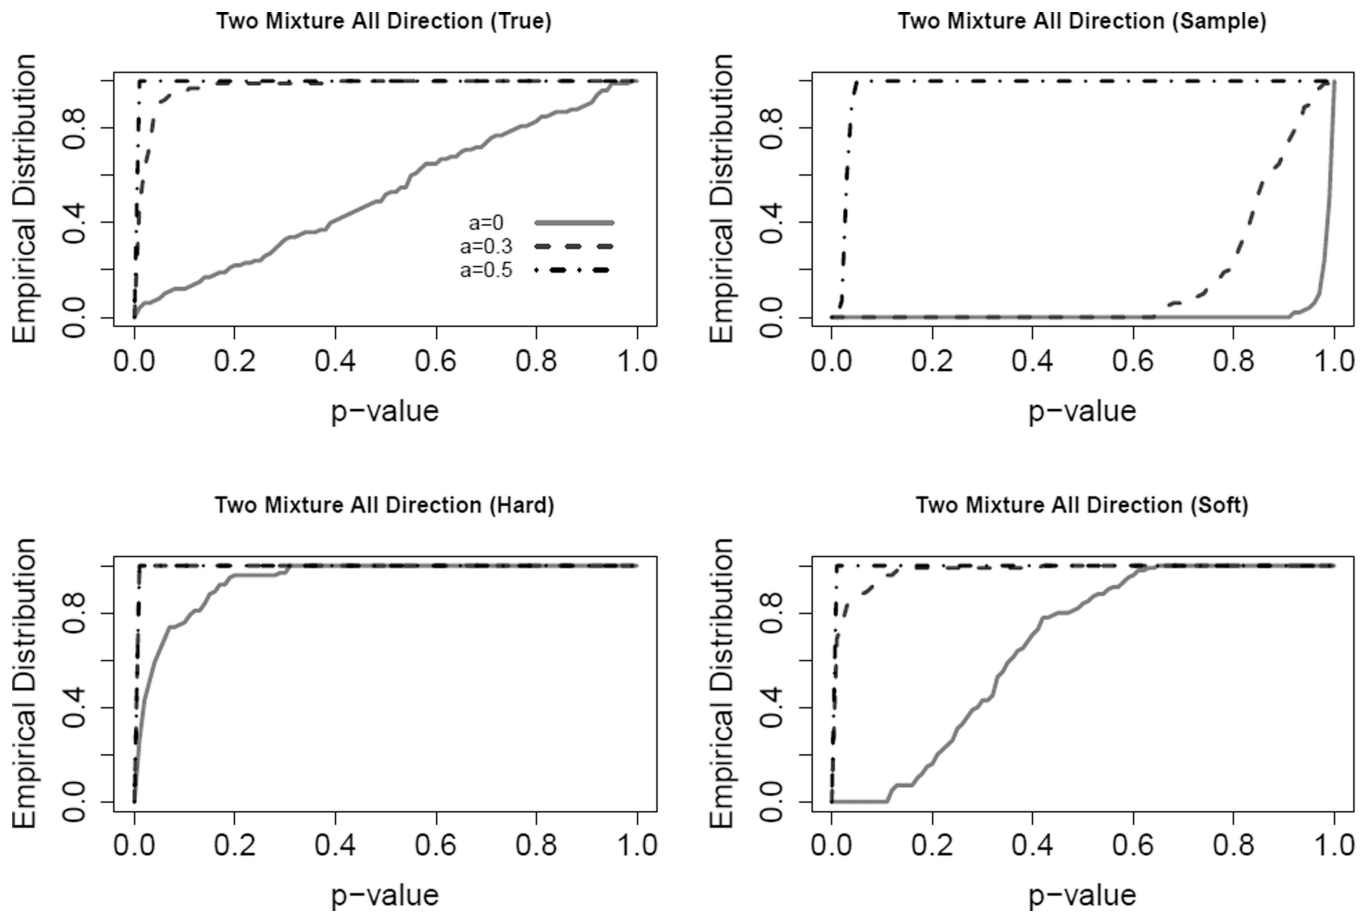 Two Mixture All Direction (True)
Empirical Distribution
0.0 0.4 0.8
a=0
a=0.3
a=0.5
0.0 0.2 0.4 0.6 0.8 1.0
p−value
Two Mixture All Direction (Sample)
Empirical Distribution
0.0 0.4 0.8
0.0 0.2 0.4 0.6 0.8 1.0
p−value
Two Mixture All Direction (Hard)
Empirical Distribution
0.0 0.4 0.8
0.0 0.2 0.4 0.6 0.8 1.0
p−value
Two Mixture All Direction (Soft)
Empirical Distribution
0.0 0.4 0.8
0.0 0.2 0.4 0.6 0.8 1.0
p−value